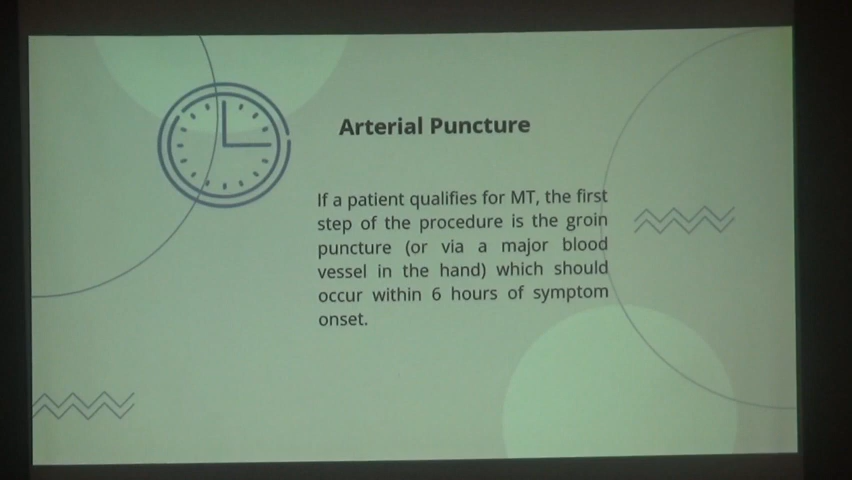 Arterial Puncture
If a patient qualifies for MT, the first
step of the procedure is the groin
puncture (or via a major blood
vessel in the hand) which should
occur within 6 hours of symptom
onset.